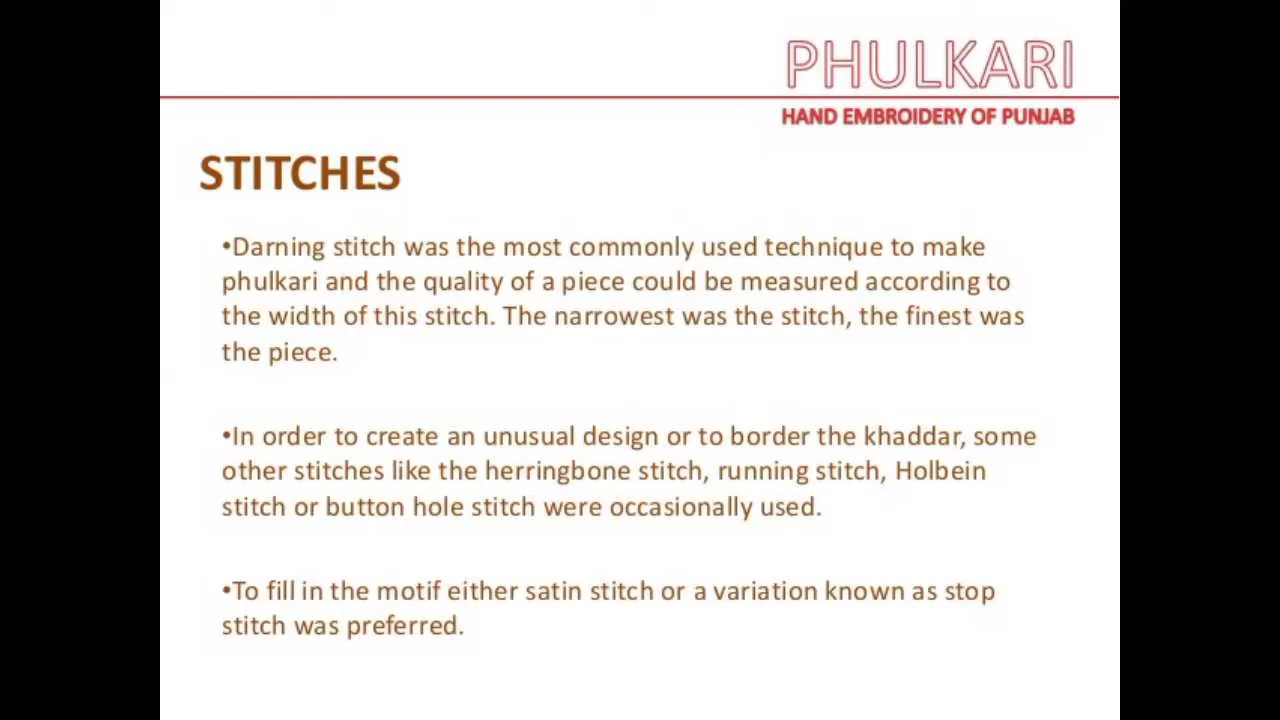 PHULKARI
HAND EMBROIDERY OF PUNJAB
STITCHES
•Darning stitch was the most commonly used technique to make
phulkari and the quality of a piece could be measured according to
the width of this stitch. The narrowest was the stitch, the finest was
the piece.
•In order to create an unusual design or to border the khaddar, some
other stitches like the herringbone stitch, running stitch, Holbein
stitch or button hole stitch were occasionally used.
•To fill in the motif either satin stitch or a variation known as stop
stitch was preferred.